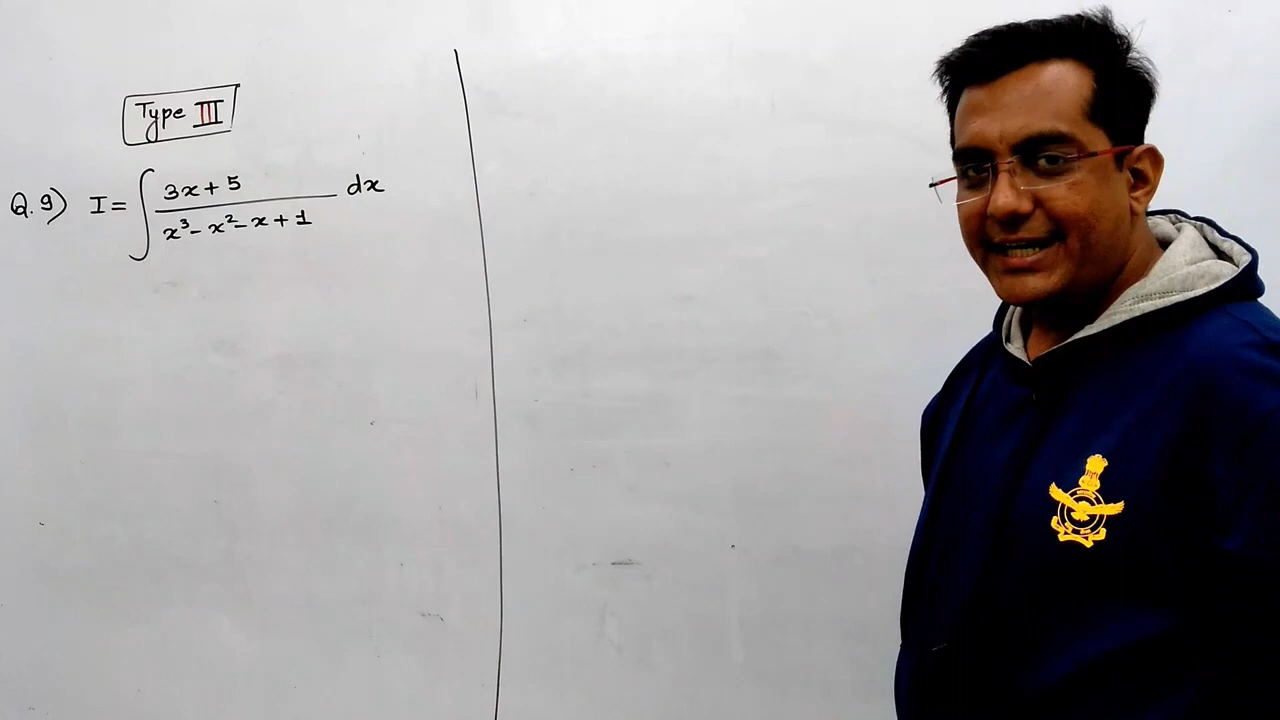 Type III
Q.9) I = ∫ 3x + 5 / x³ - x² - x + 1 dx